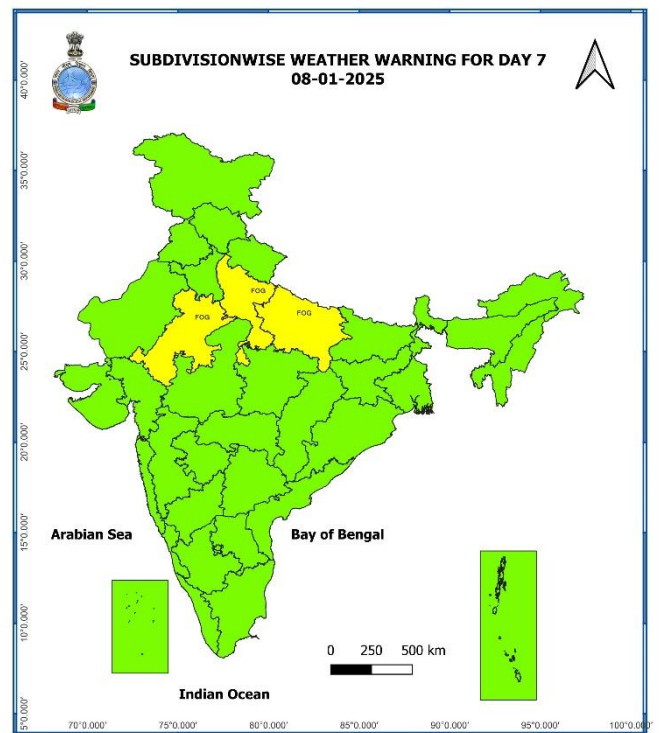 SUBDIVISIONWISE WEATHER WARNING FOR DAY 7
08-01-2025
40°0.000'
35°0.000'
30°0.000'
25°0.000'
20°0.000'
15°0.000'
10°0.000'
5°0.000'
FOG
FOG
FOG
Arabian Sea
Bay of Bengal
0 250 500 km
Indian Ocean
70°0.000' 75°0.000' 80°0.000' 85°0.000' 90°0.000' 95°0.000' 100°0.000'